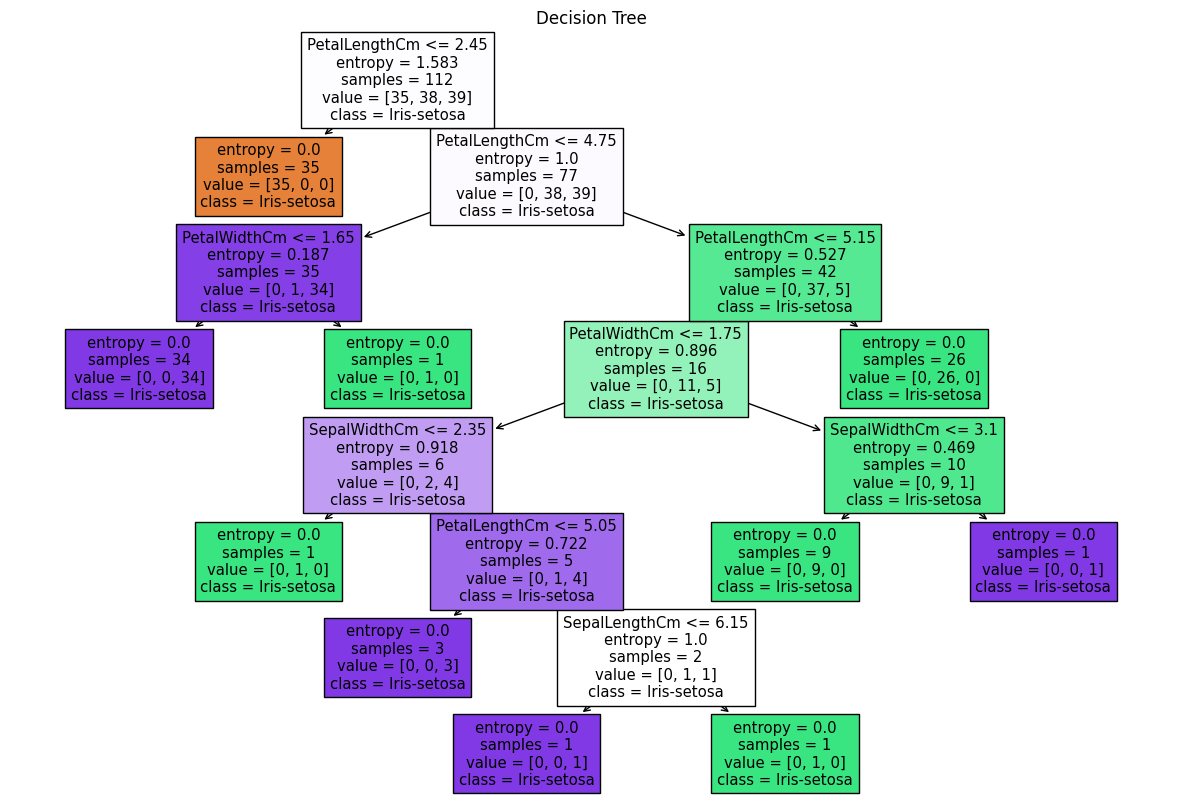 Decision Tree
PetalLengthCm <= 2.45
entropy = 1.583
samples = 112
value = [35, 38, 39]
class = Iris-setosa
entropy = 0.0
samples = 35
value = [35, 0, 0]
class = Iris-setosa
PetalLengthCm <= 4.75
entropy = 1.0
samples = 77
value = [0, 38, 39]
class = Iris-setosa
PetalWidthCm <= 1.65
entropy = 0.187
samples = 35
value = [0, 1, 34]
class = Iris-setosa
PetalLengthCm <= 5.15
entropy = 0.527
samples = 42
value = [0, 37, 5]
class = Iris-setosa
entropy = 0.0
samples = 34
value = [0, 0, 34]
class = Iris-setosa
entropy = 0.0
samples = 1
value = [0, 1, 0]
class = Iris-setosa
PetalWidthCm <= 1.75
entropy = 0.896
samples = 16
value = [0, 11, 5]
class = Iris-setosa
entropy = 0.0
samples = 26
value = [0, 26, 0]
class = Iris-setosa
SepalWidthCm <= 2.35
entropy = 0.918
samples = 6
value = [0, 2, 4]
class = Iris-setosa
SepalWidthCm <= 3.1
entropy = 0.469
samples = 10
value = [0, 9, 1]
class = Iris-setosa
entropy = 0.0
samples = 1
value = [0, 1, 0]
class = Iris-setosa
PetalLengthCm <= 5.05
entropy = 0.722
samples = 5
value = [0, 1, 4]
class = Iris-setosa
entropy = 0.0
samples = 9
value = [0, 9, 0]
class = Iris-setosa
entropy = 0.0
samples = 1
value = [0, 0, 1]
class = Iris-setosa
entropy = 0.0
samples = 3
value = [0, 0, 3]
class = Iris-setosa
SepalLengthCm <= 6.15
entropy = 1.0
samples = 2
value = [0, 1, 1]
class = Iris-setosa
entropy = 0.0
samples = 1
value = [0, 0, 1]
class = Iris-setosa
entropy = 0.0
samples = 1
value = [0, 1, 0]
class = Iris-setosa